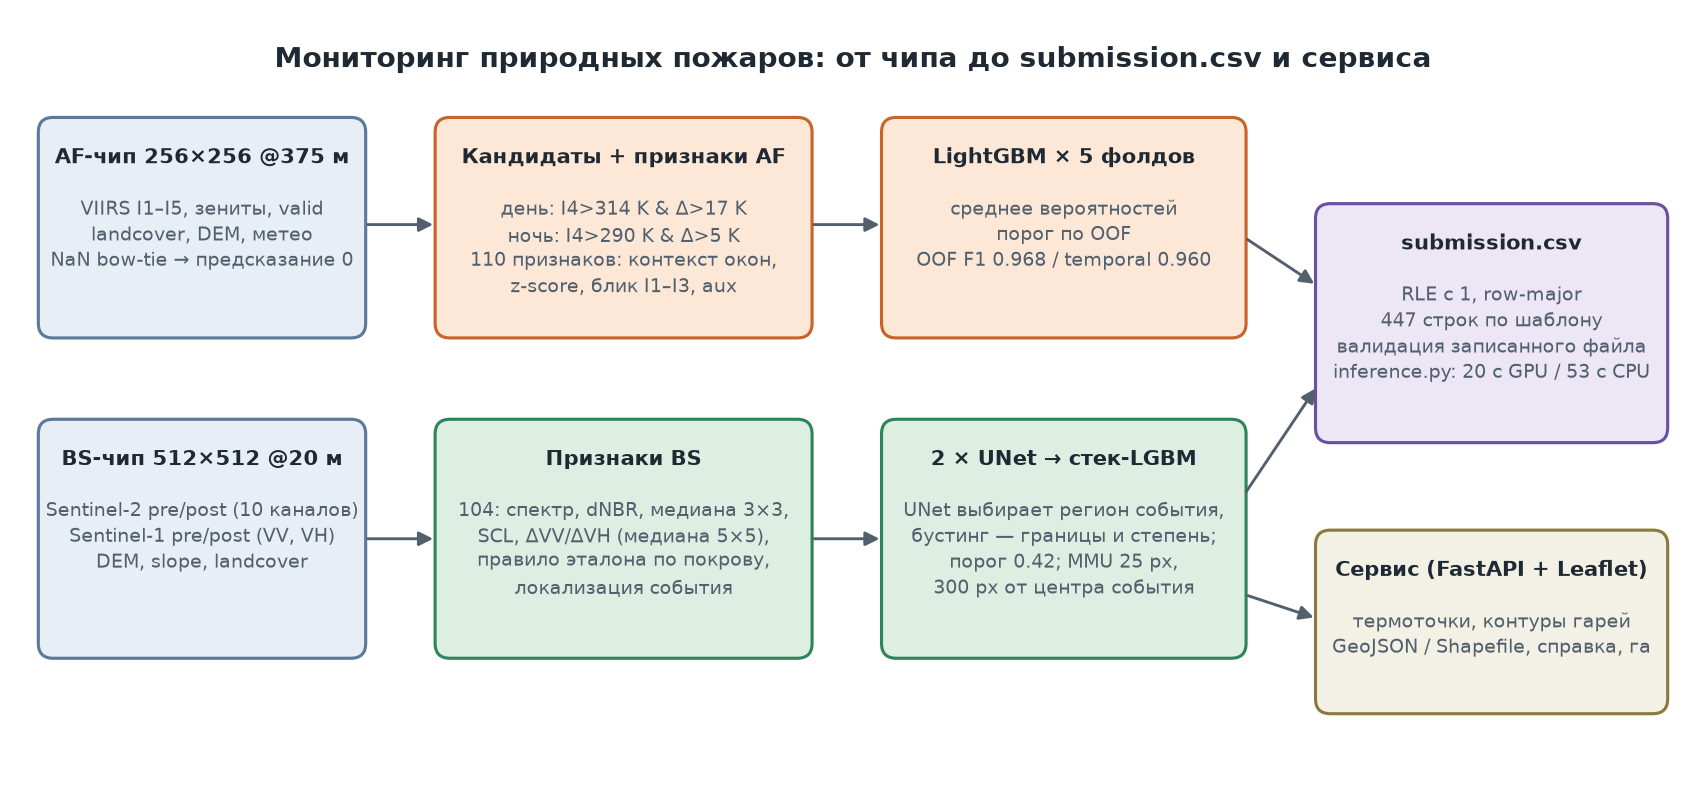 Мониторинг природных пожаров: от чипа до submission.csv и сервиса
AF-чип 256×256 @375 м
VIIRS I1–I5, зениты, valid
landcover, DEM, метео
NaN bow-tie → предсказание 0
Кандидаты + признаки AF
день: I4>314 K & Δ>17 K
ночь: I4>290 K & Δ>5 K
110 признаков: контекст окон,
z-score, блик I1–I3, aux
LightGBM × 5 фолдов
среднее вероятностей
порог по OOF
OOF F1 0.968 / temporal 0.960
submission.csv
RLE с 1, row-major
447 строк по шаблону
валидация записанного файла
inference.py: 20 с GPU / 53 с CPU
BS-чип 512×512 @20 м
Sentinel-2 pre/post (10 каналов)
Sentinel-1 pre/post (VV, VH)
DEM, slope, landcover
Признаки BS
104: спектр, dNBR, медиана 3×3,
SCL, ΔVV/ΔVH (медиана 5×5),
правило эталона по покрову,
локализация события
2 × UNet → стек-LGBM
UNet выбирает регион события,
бустинг — границы и степень;
порог 0.42; MMU 25 px,
300 px от центра события
Сервис (FastAPI + Leaflet)
термоточки, контуры гарей
GeoJSON / Shapefile, справка, га